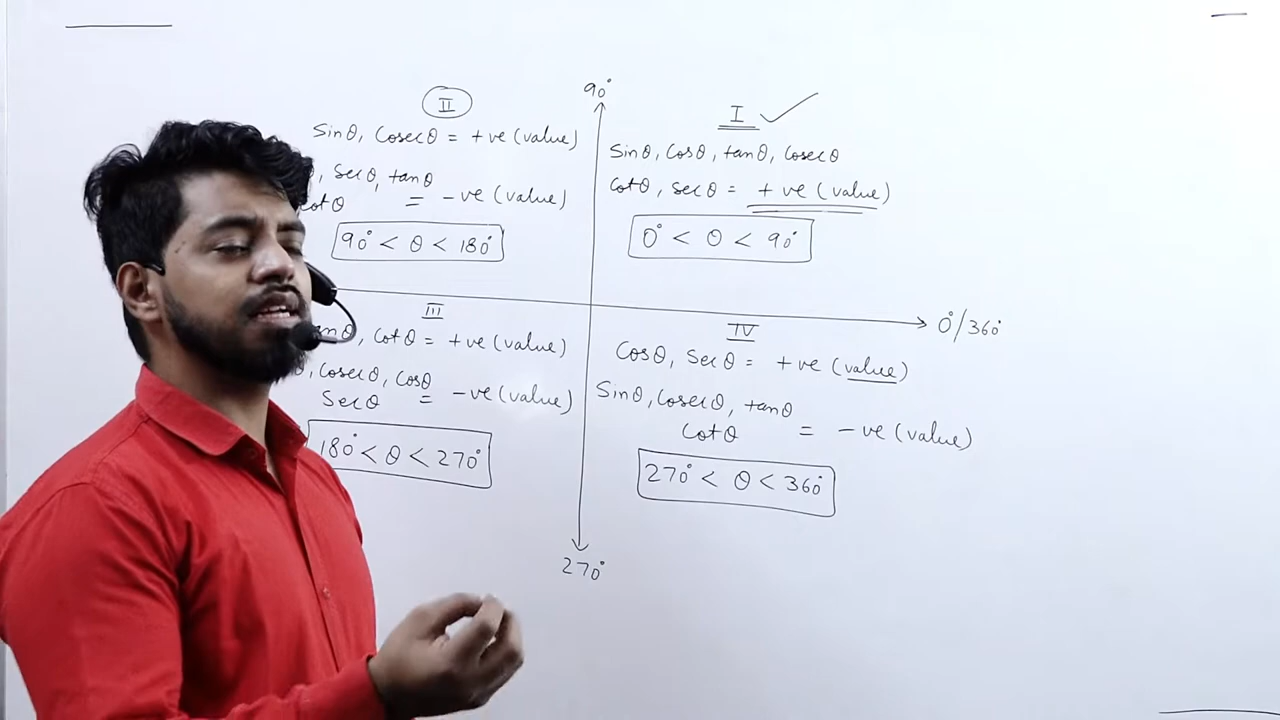 90°
II
Sinθ, Cosecθ = +ve (value)
, Secθ, tanθ
Cotθ = -ve (value)
90° < θ < 180°
I
Sinθ, Cosθ, tanθ, Cosecθ
Cotθ, Secθ = +ve (value)
0° < θ < 90°
0°/360°
III
, Cotθ = +ve (value)
, Cosecθ, Cosθ
Secθ = -ve (value)
180° < θ < 270°
IV
Cosθ, Secθ = +ve (value)
Sinθ, Cosecθ, tanθ
Cotθ = -ve (value)
270° < θ < 360°
270°